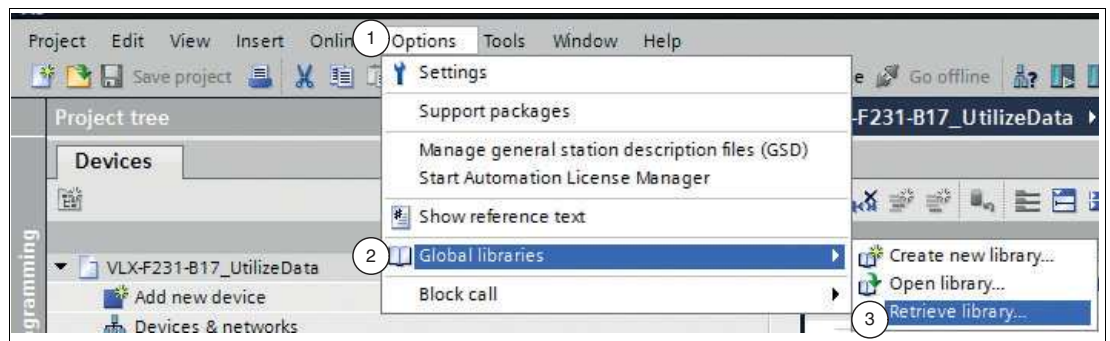 Project Edit View Insert Onlin 1 Options Tools Window Help
Save project
Settings
e Go offline
Support packages
Project tree
-F231-B17_UtilizeData
Manage general station description files (GSD)
Devices
Start Automation License Manager
Show reference text
2 Global libraries
Create new library...
VLX-F231-B17_UtilizeData
Open library...
Add new device
Block call
3 Retrieve library...
Devices & networks
gramming